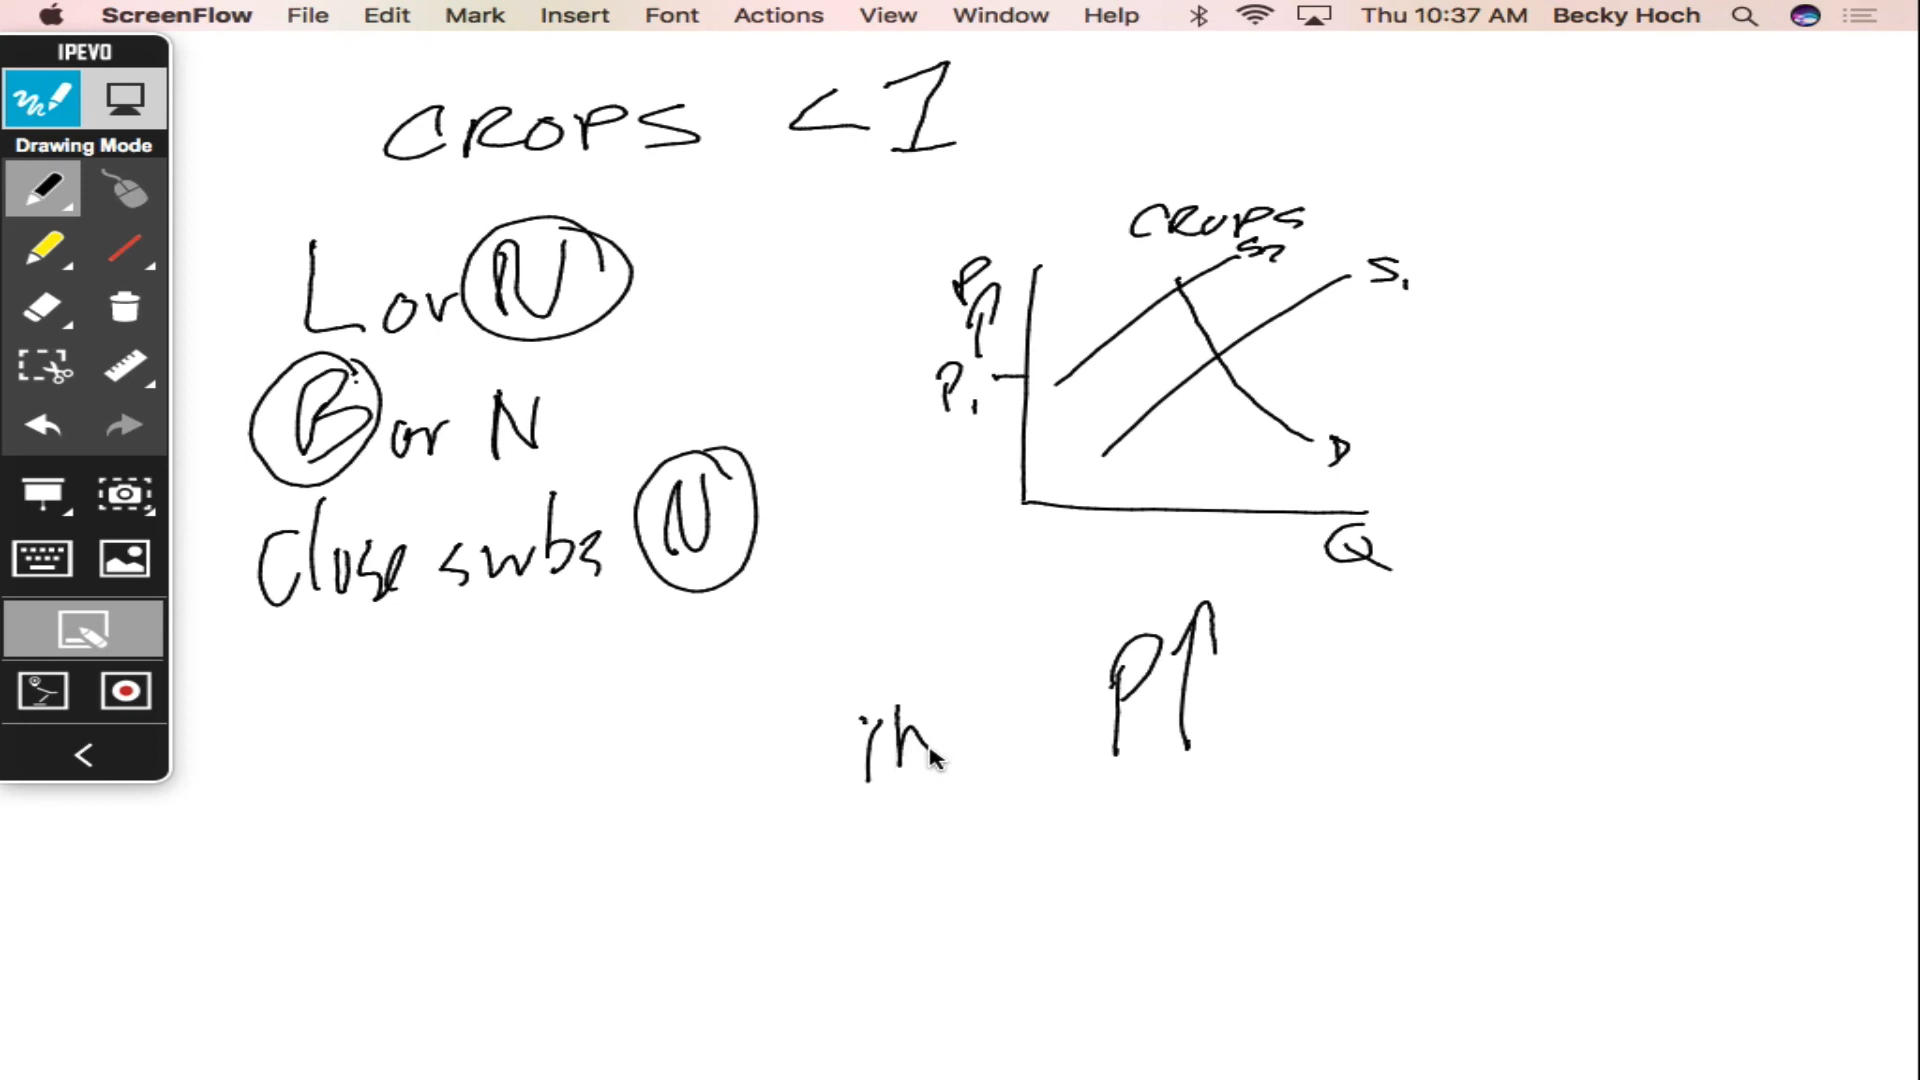 ScreenFlow File Edit Mark Insert Font Actions View Window Help Thu 10:37 AM Becky Hoch
IPEVO
Drawing Mode
CROPS <1
L or N
B or N
Close subs N
CROPS
S2
S1
P
P1
D
Q
P
in